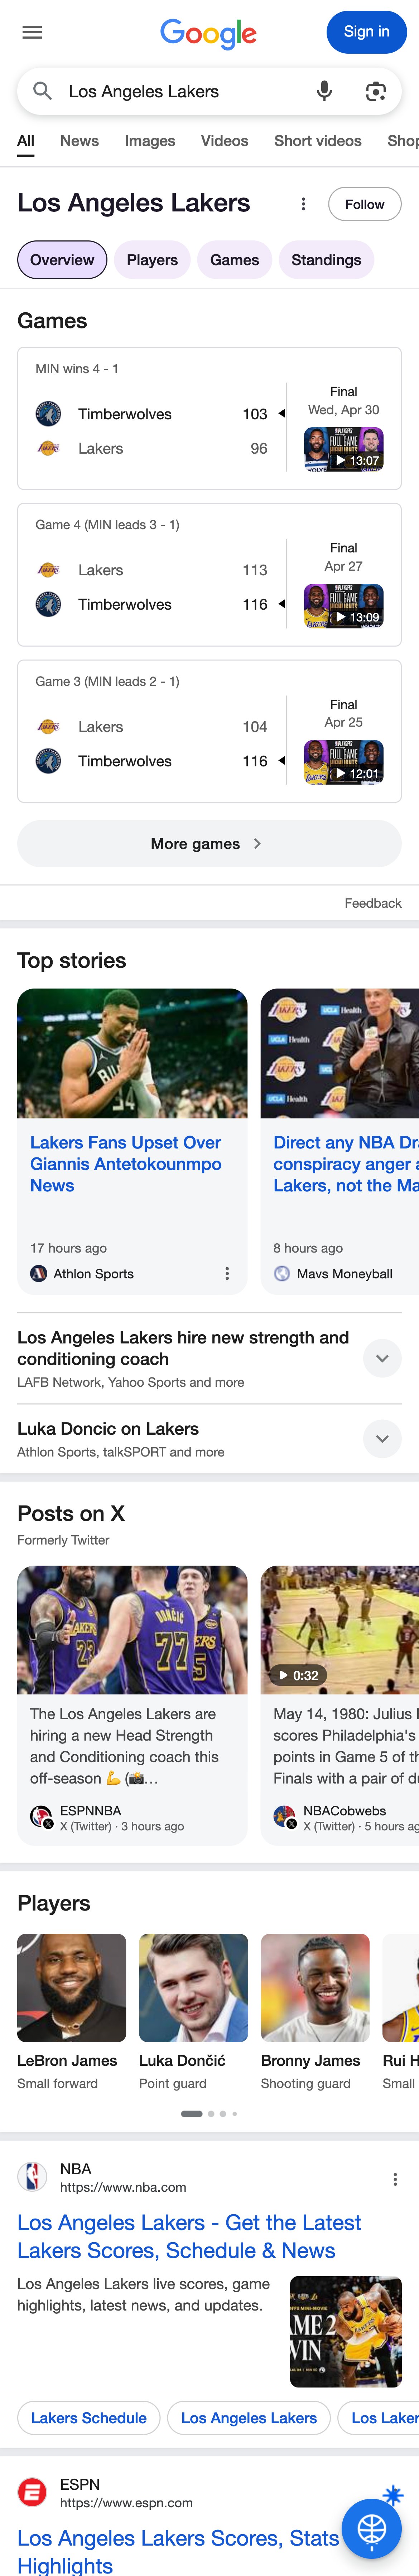 Google
Sign in
Los Angeles Lakers
All News Images Videos Short videos Shop
Los Angeles Lakers
Follow
Overview Players Games Standings
Games
MIN wins 4 - 1
Timberwolves 103
Lakers 96
Final
Wed, Apr 30
FULL GAME
13:07
Game 4 (MIN leads 3 - 1)
Lakers 113
Timberwolves 116
Final
Apr 27
FULL GAME
13:09
Game 3 (MIN leads 2 - 1)
Lakers 104
Timberwolves 116
Final
Apr 25
FULL GAME
12:01
More games
Feedback
Top stories
Lakers Fans Upset Over
Giannis Antetokounmpo
News
17 hours ago
Athlon Sports
Direct any NBA Dr
conspiracy anger a
Lakers, not the Ma
8 hours ago
Mavs Moneyball
Los Angeles Lakers hire new strength and
conditioning coach
LAFB Network, Yahoo Sports and more
Luka Doncic on Lakers
Athlon Sports, talkSPORT and more
Posts on X
Formerly Twitter
DONCIC
77
The Los Angeles Lakers are
hiring a new Head Strength
and Conditioning coach this
off-season 💪 (📸...
ESPNNBA
X (Twitter) · 3 hours ago
0:32
May 14, 1980: Julius
scores Philadelphia's
points in Game 5 of th
Finals with a pair of du
NBACobwebs
X (Twitter) · 5 hours ag
Players
LeBron James
Small forward
Luka Dončić
Point guard
Bronny James
Shooting guard
Rui H
Small
NBA
https://www.nba.com
Los Angeles Lakers - Get the Latest
Lakers Scores, Schedule & News
Los Angeles Lakers live scores, game
highlights, latest news, and updates.
Lakers Schedule Los Angeles Lakers Los Laker
ESPN
https://www.espn.com
Los Angeles Lakers Scores, Stats
Highlights